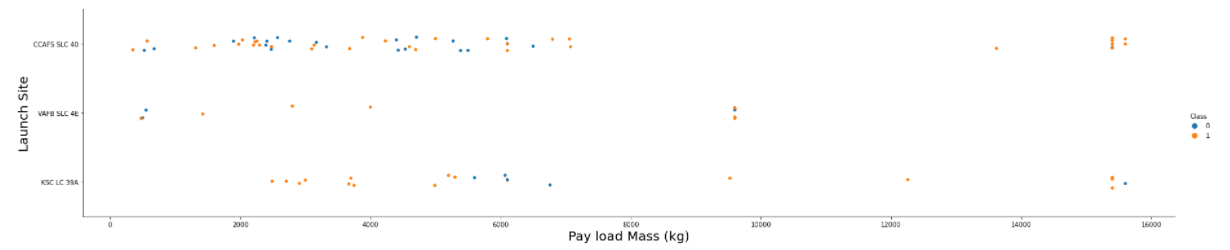 CCAFS SLC 40
VAFB SLC 4E
KSC LC 39A
Launch Site
0 2000 4000 6000 8000 10000 12000 14000 16000
Pay load Mass (kg)
Class
0
1